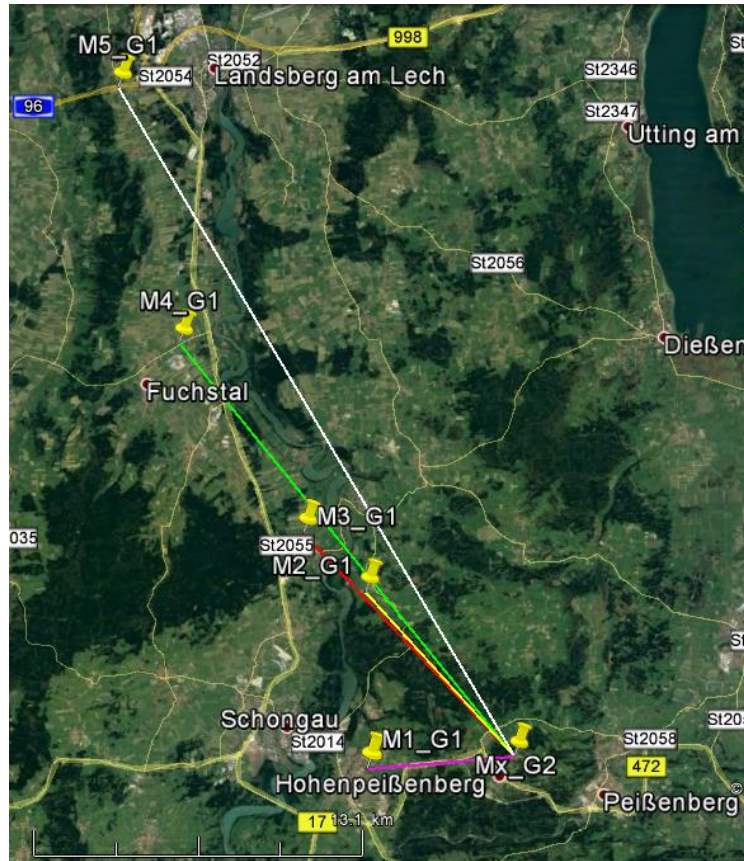 998
M5_G1
St2052
St2054
Landsberg am Lech
St2346
96
St2347
Utting am
St2056
M4_G1
Dießen
Fuchstal
M3_G1
035
St2055
M2_G1
Schongau
St2014
M1_G1
St2058
Mx_G2
472
Hohenpeißenberg
Peißenberg
©
17
13.1 km